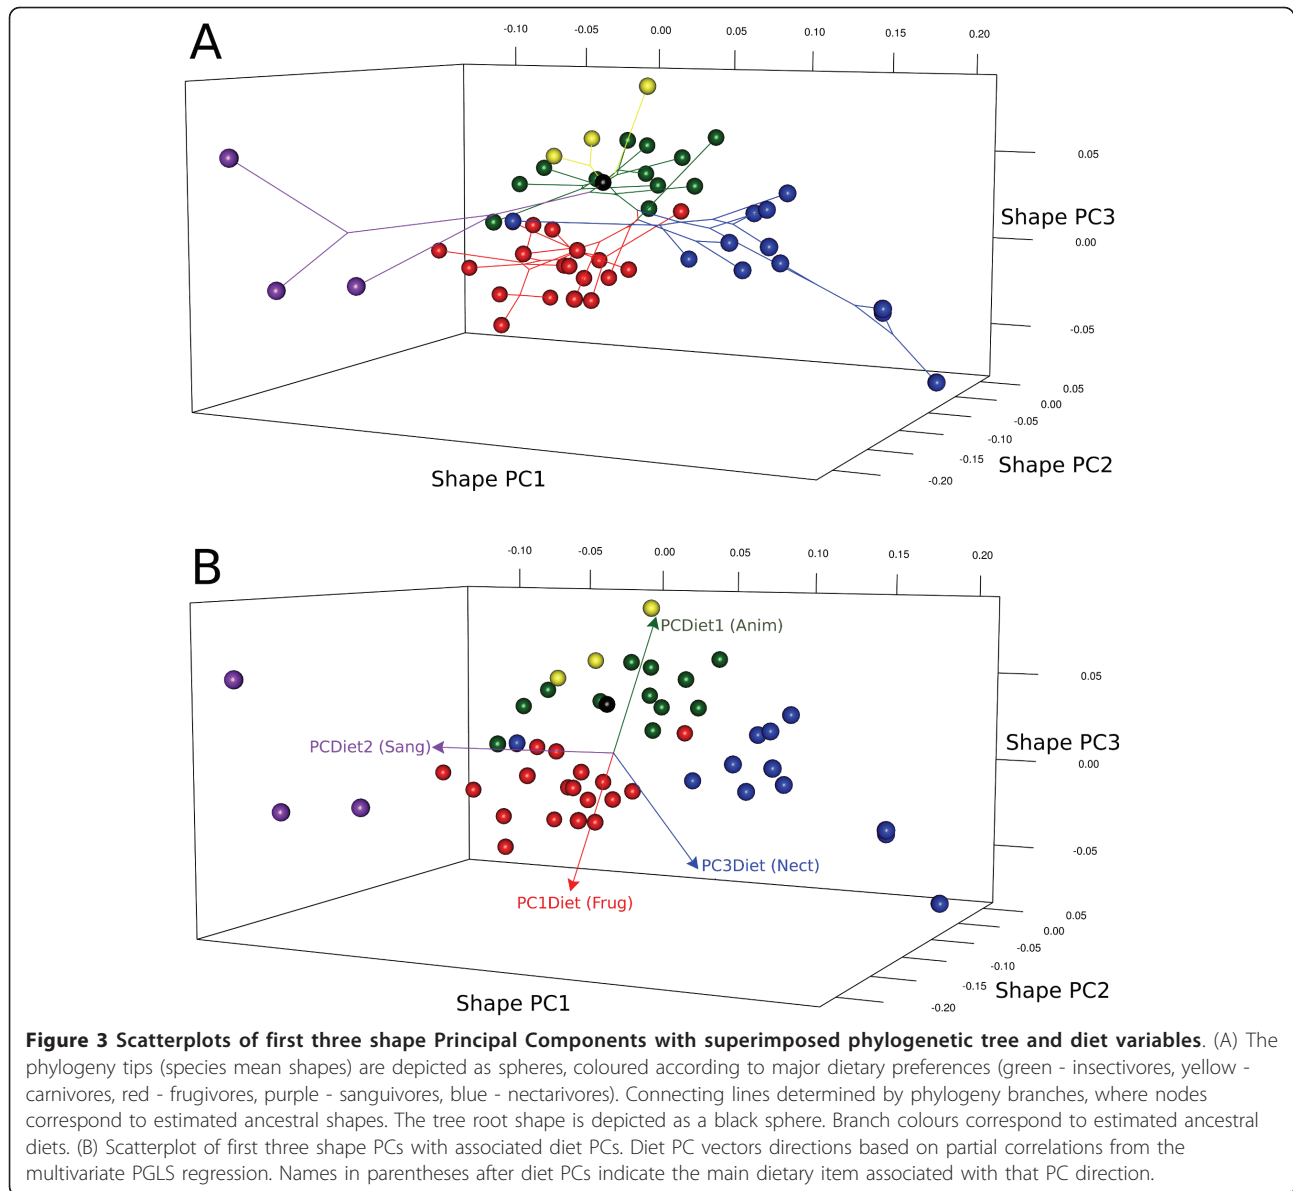 A
-0.10 -0.05 0.00 0.05 0.10 0.15 0.20
0.05
Shape PC3
0.00
-0.05
0.05
0.00
-0.05
-0.10
-0.15
Shape PC2
-0.20
Shape PC1
B
-0.10 -0.05 0.00 0.05 0.10 0.15 0.20
PCDiet1 (Anim)
0.05
PCDiet2 (Sang)
Shape PC3
0.00
-0.05
PC3Diet (Nect)
PC1Diet (Frug)
0.05
0.00
-0.05
-0.10
-0.15
Shape PC2
-0.20
Shape PC1
Figure 3 Scatterplots of first three shape Principal Components with superimposed phylogenetic tree and diet variables. (A) The
phylogeny tips (species mean shapes) are depicted as spheres, coloured according to major dietary preferences (green - insectivores, yellow -
carnivores, red - frugivores, purple - sanguivores, blue - nectarivores). Connecting lines determined by phylogeny branches, where nodes
correspond to estimated ancestral shapes. The tree root shape is depicted as a black sphere. Branch colours correspond to estimated ancestral
diets. (B) Scatterplot of first three shape PCs with associated diet PCs. Diet PC vectors directions based on partial correlations from the
multivariate PGLS regression. Names in parentheses after diet PCs indicate the main dietary item associated with that PC direction.